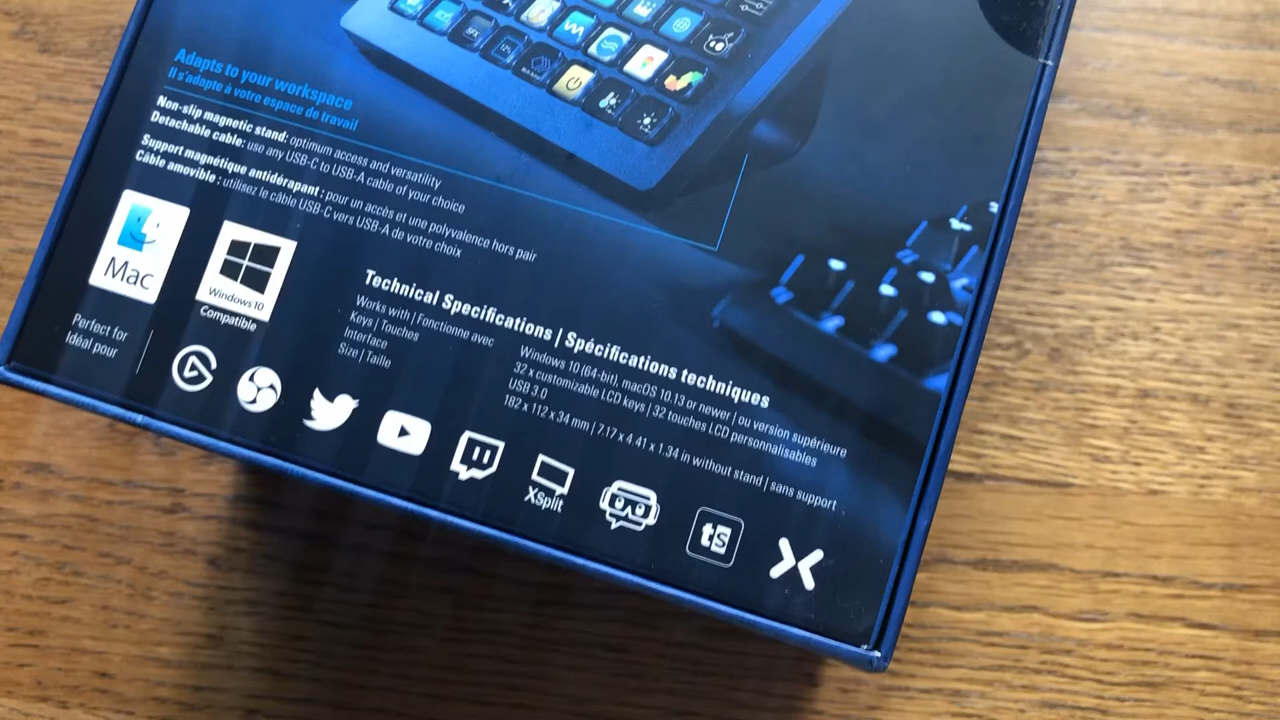 Adapts to your workspace
Il s'adapte à votre espace de travail
Non-slip magnetic stand: optimum access and versatility
Detachable cable: use any USB-C to USB-A cable of your choice
Support magnétique antidérapant : pour un accès et une polyvalence hors pair
Câble amovible : utilisez le câble USB-C vers USB-A de votre choix
Mac
Windows 10
Compatible
Technical Specifications | Spécifications techniques
Works with | Fonctionne avec
Windows 10 (64-bit), macOS 10.13 or newer | ou version supérieure
Keys | Touches
32 x customizable LCD keys | 32 touches LCD personnalisables
Interface
USB 3.0
Size | Taille
182 x 112 x 34 mm | 7.17 x 4.41 x 1.34 in without stand | sans support
Perfect for
Idéal pour
XSplit
ts